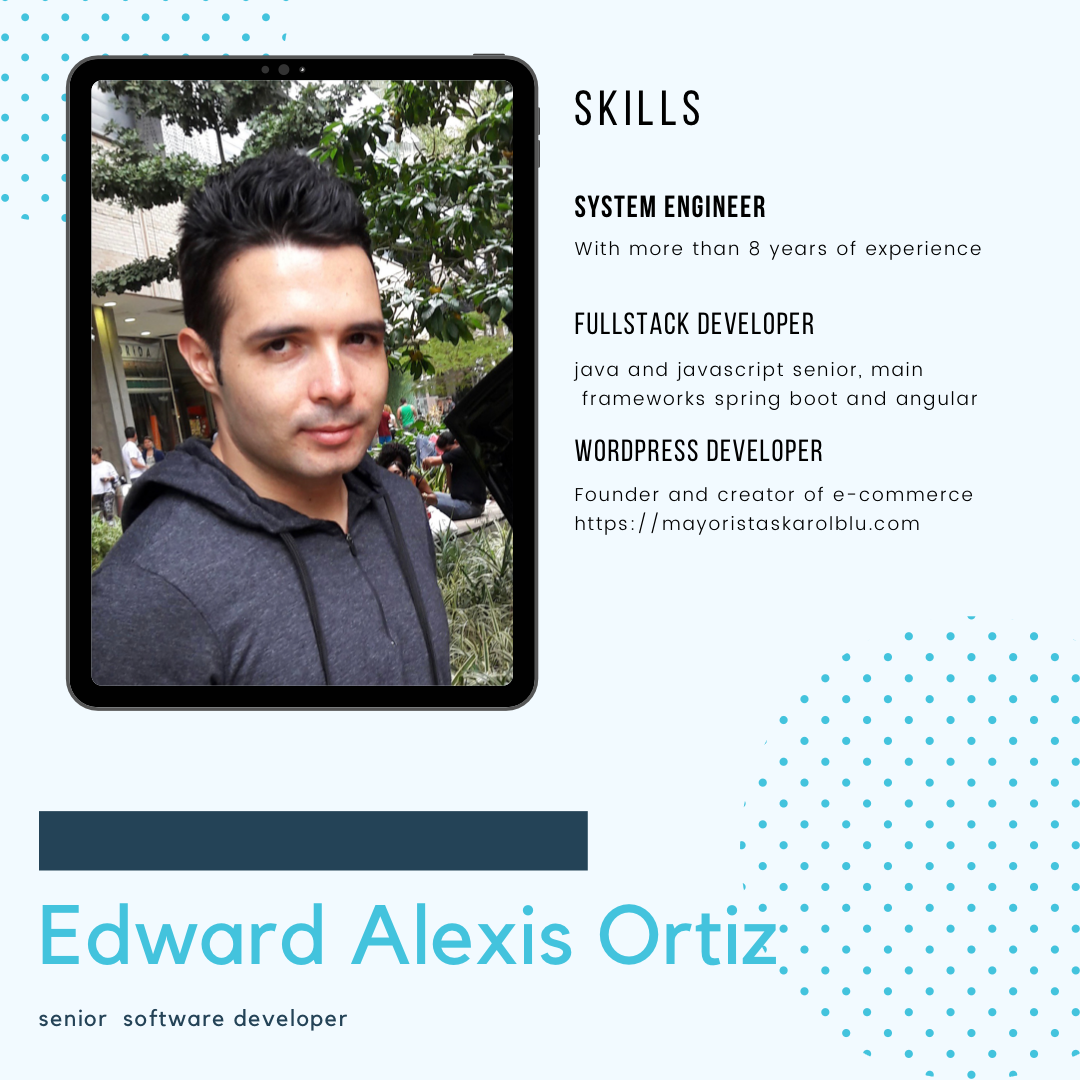 SKILLS
SYSTEM ENGINEER
With more than 8 years of experience
FULLSTACK DEVELOPER
java and javascript senior, main
frameworks spring boot and angular
WORDPRESS DEVELOPER
Founder and creator of e-commerce
https://mayoristaskarolblu.com
Edward Alexis Ortiz
senior software developer